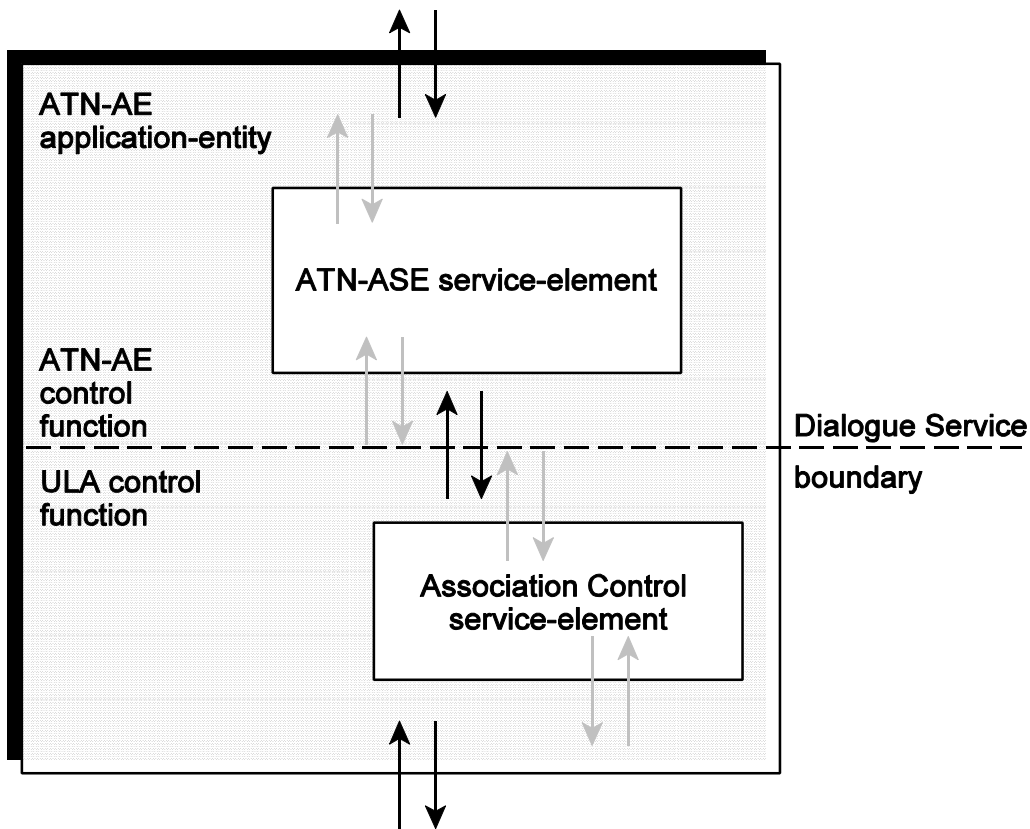 ATN-AE
application-entity
ATN-ASE service-element
ATN-AE
control
function
Dialogue Service
boundary
ULA control
function
Association Control
service-element